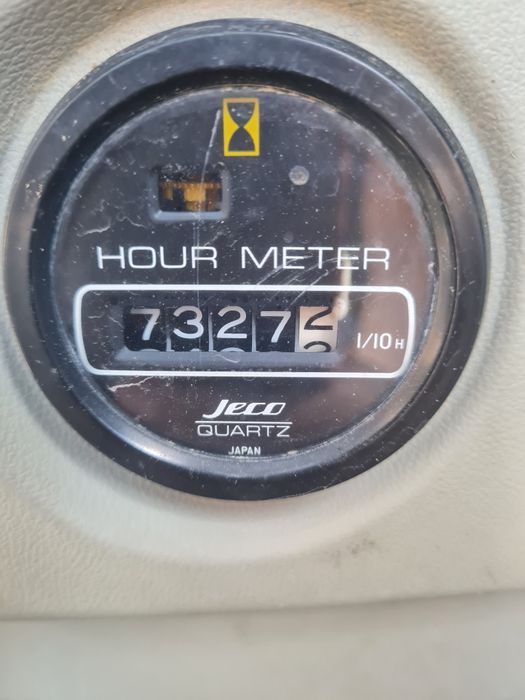 HOUR METER
73272 1/10H
Jeco
QUARTZ
JAPAN